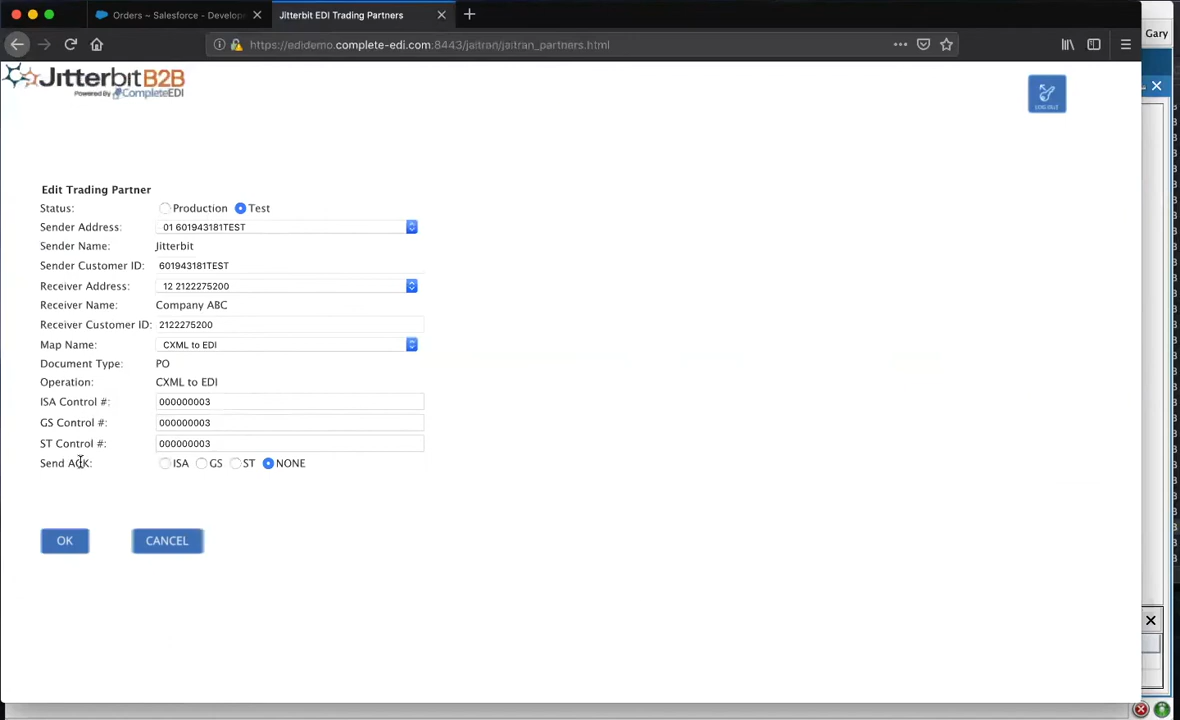 Orders ~ Salesforce - Develop
Jitterbit EDI Trading Partners
https://edidemo.complete-edi.com:8443/jaitran/jaitran_partners.html
Gary
JitterbitB2B
Powered By CompleteEDI
Edit Trading Partner
Status: Production Test
Sender Address: 01 601943181TEST
Sender Name: Jitterbit
Sender Customer ID: 601943181TEST
Receiver Address: 12 2122275200
Receiver Name: Company ABC
Receiver Customer ID: 2122275200
Map Name: CXML to EDI
Document Type: PO
Operation: CXML to EDI
ISA Control #: 000000003
GS Control #: 000000003
ST Control #: 000000003
Send ACK: ISA GS ST NONE
OK CANCEL